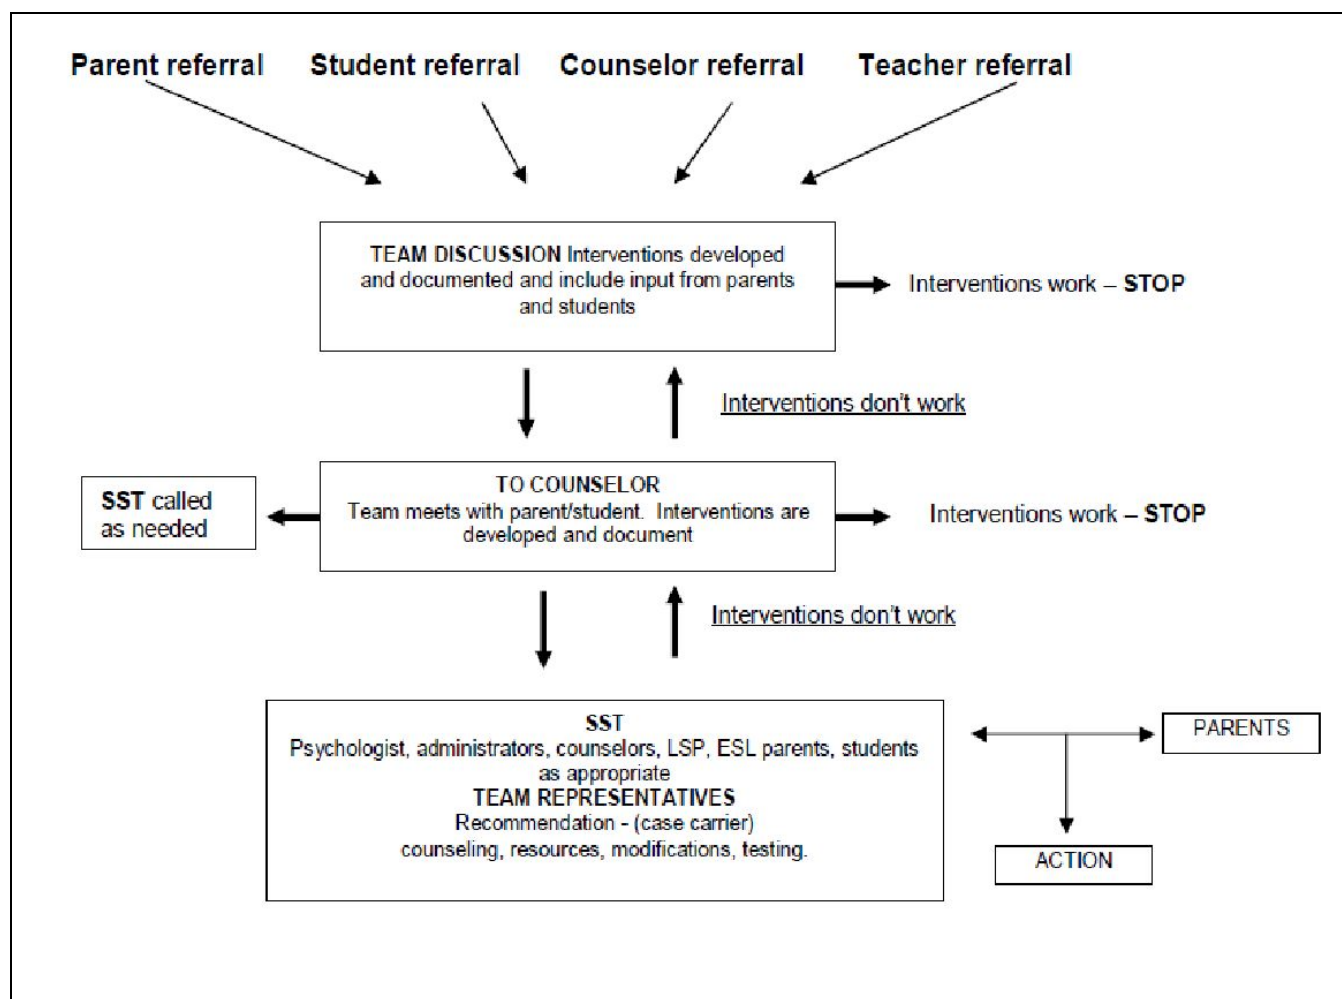 Parent referral Student referral Counselor referral Teacher referral
TEAM DISCUSSION Interventions developed
and documented and include input from parents
and students
Interventions work – STOP
Interventions don't work
TO COUNSELOR
Team meets with parent/student. Interventions are
developed and document
SST called
as needed
Interventions work – STOP
Interventions don't work
SST
Psychologist, administrators, counselors, LSP, ESL parents, students
as appropriate
TEAM REPRESENTATIVES
Recommendation - (case carrier)
counseling, resources, modifications, testing.
PARENTS
ACTION